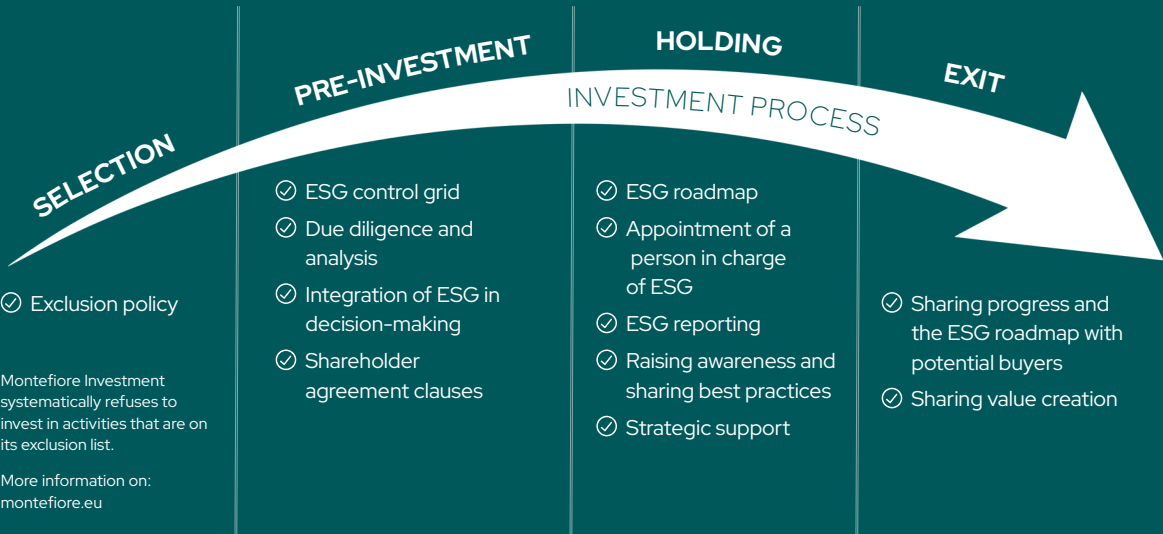 SELECTION
Exclusion policy
Montefiore Investment
systematically refuses to
invest in activities that are on
its exclusion list.
More information on:
montefiore.eu
PRE-INVESTMENT
ESG control grid
Due diligence and
analysis
Integration of ESG in
decision-making
Shareholder
agreement clauses
HOLDING
INVESTMENT PROCESS
ESG roadmap
Appointment of a
person in charge
of ESG
ESG reporting
Raising awareness and
sharing best practices
Strategic support
EXIT
Sharing progress and
the ESG roadmap with
potential buyers
Sharing value creation